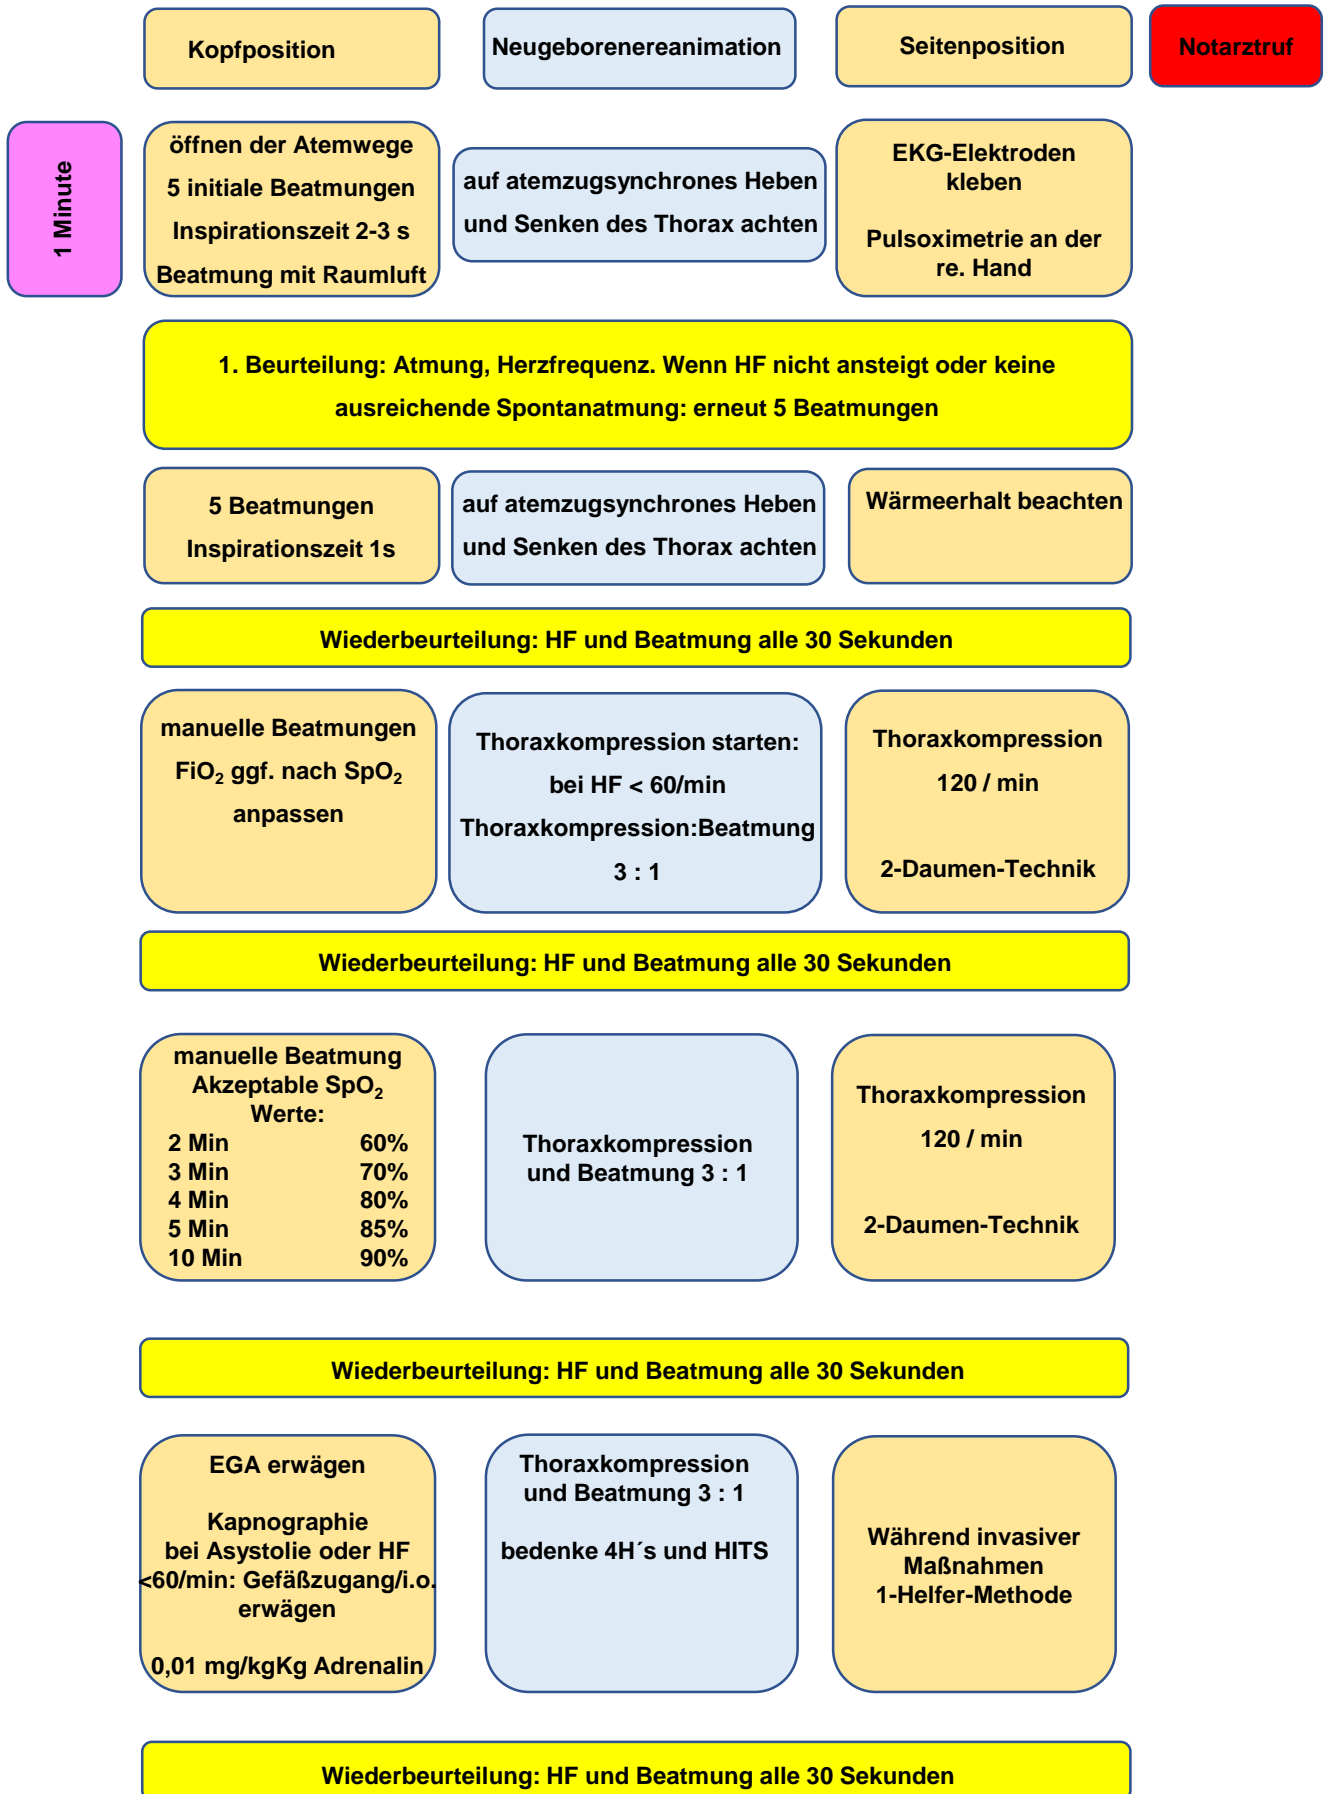 Kopfposition
Neugeborenereanimation
Seitenposition
Notarztruf
1 Minute
öffnen der Atemwege
5 initiale Beatmungen
Inspirationszeit 2-3 s
Beatmung mit Raumluft
auf atemzugsynchrones Heben
und Senken des Thorax achten
EKG-Elektroden
kleben
Pulsoximetrie an der
re. Hand
1. Beurteilung: Atmung, Herzfrequenz. Wenn HF nicht ansteigt oder keine
ausreichende Spontanatmung: erneut 5 Beatmungen
5 Beatmungen
Inspirationszeit 1s
auf atemzugsynchrones Heben
und Senken des Thorax achten
Wärmeerhalt beachten
Wiederbeurteilung: HF und Beatmung alle 30 Sekunden
manuelle Beatmungen
FiO₂ ggf. nach SpO₂
anpassen
Thoraxkompression starten:
bei HF < 60/min
Thoraxkompression:Beatmung
3 : 1
Thoraxkompression
120 / min
2-Daumen-Technik
Wiederbeurteilung: HF und Beatmung alle 30 Sekunden
manuelle Beatmung
Akzeptable SpO₂
Werte:
2 Min 60%
3 Min 70%
4 Min 80%
5 Min 85%
10 Min 90%
Thoraxkompression
und Beatmung 3 : 1
Thoraxkompression
120 / min
2-Daumen-Technik
Wiederbeurteilung: HF und Beatmung alle 30 Sekunden
EGA erwägen
Kapnographie
bei Asystolie oder HF
<60/min: Gefäßzugang/i.o.
erwägen
0,01 mg/kgKg Adrenalin
Thoraxkompression
und Beatmung 3 : 1
bedenke 4H´s und HITS
Während invasiver
Maßnahmen
1-Helfer-Methode
Wiederbeurteilung: HF und Beatmung alle 30 Sekunden